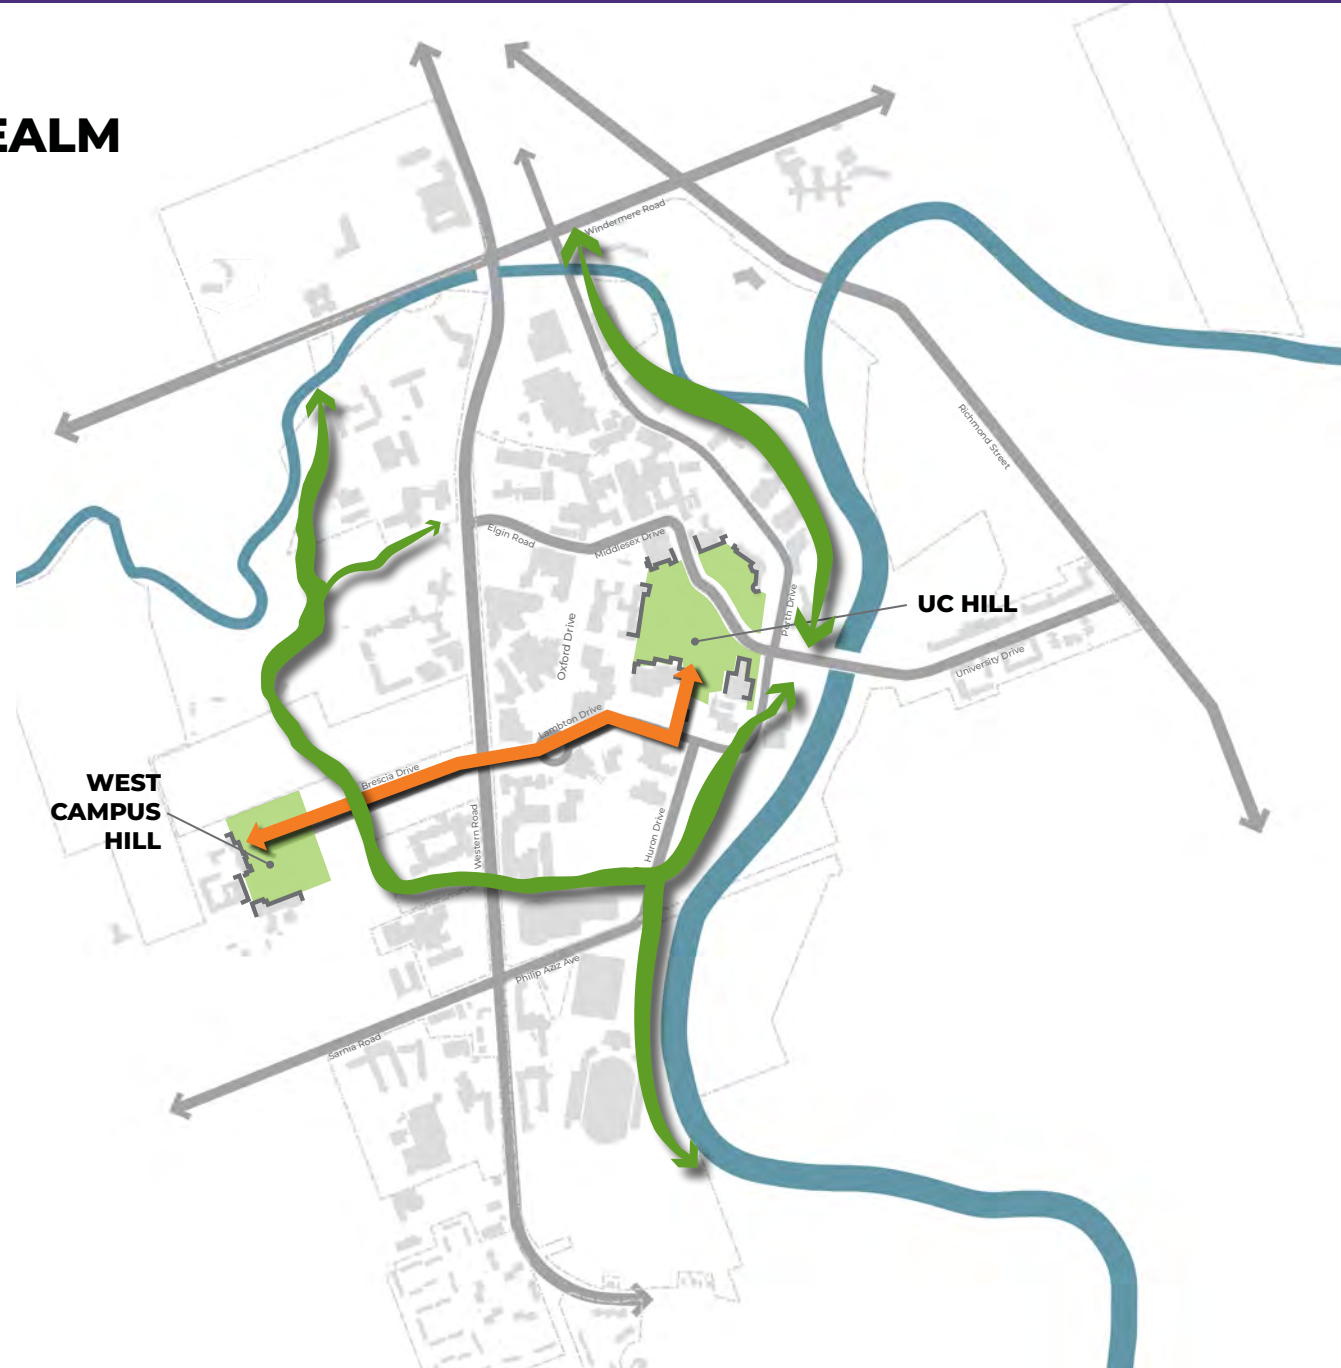 EALM
Windermere Road
Richmond Street
Elgin Road
Middlesex Drive
Perth Drive
UC HILL
Oxford Drive
University Drive
Lambton Drive
Brescia Drive
WEST
CAMPUS
HILL
Western Road
Huron Drive
Philip Aziz Ave
Sarnia Road